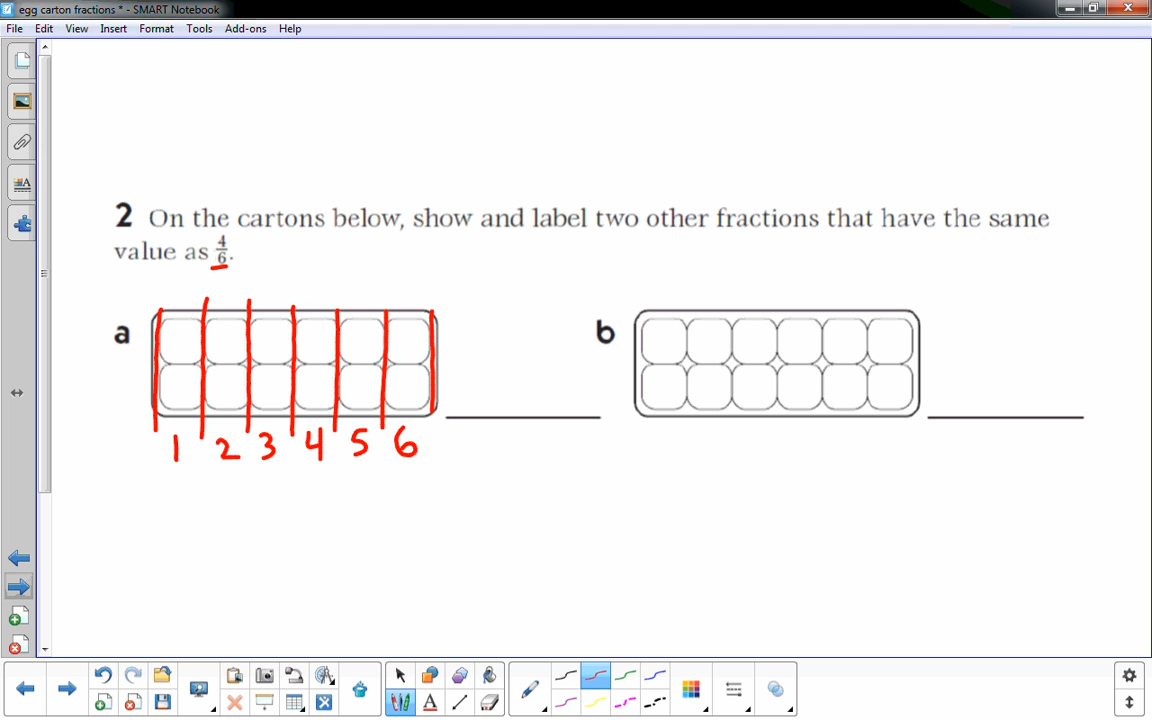 egg carton fractions * - SMART Notebook
File Edit View Insert Format Tools Add-ons Help
2 On the cartons below, show and label two other fractions that have the same
value as 4/6.
a
b
1 2 3 4 5 6